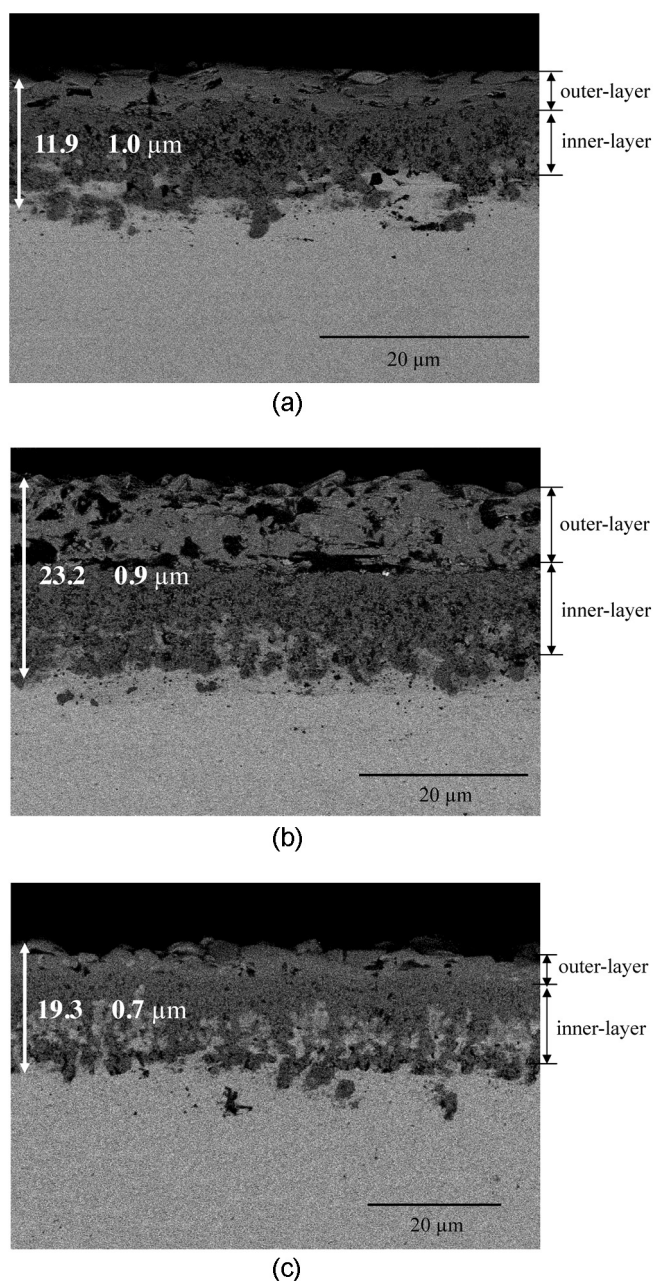 outer-layer
11.9 1.0 µm
inner-layer
20 µm
(a)
outer-layer
23.2 0.9 µm
inner-layer
20 µm
(b)
outer-layer
19.3 0.7 µm
inner-layer
20 µm
(c)